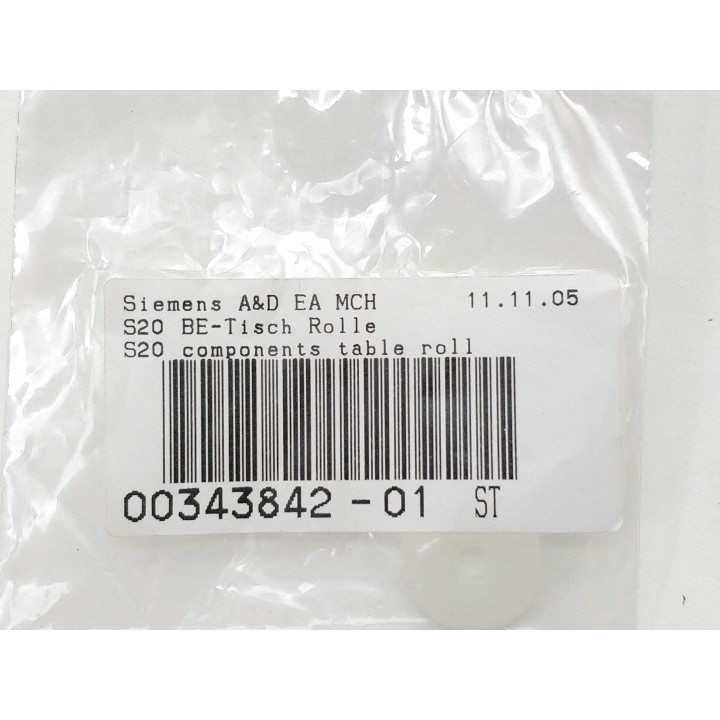 Siemens A&D EA MCH 11.11.05
S20 BE-Tisch Rolle
S20 components table roll
00343842-01 ST